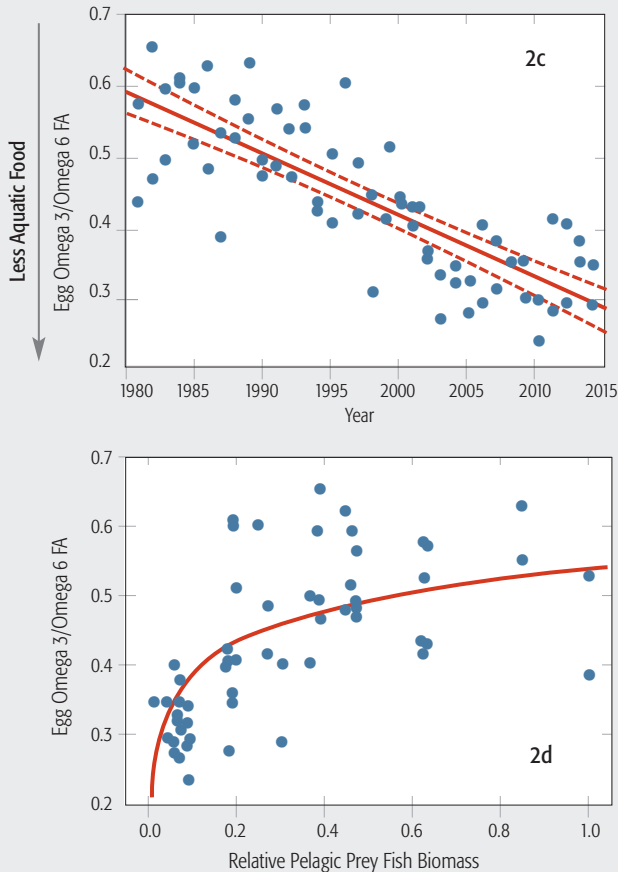 Less Aquatic Food
Egg Omega 3/Omega 6 FA
0.7
0.6
0.5
0.4
0.3
0.2
2c
1980 1985 1990 1995 2000 2005 2010 2015
Year
Egg Omega 3/Omega 6 FA
0.7
0.6
0.5
0.4
0.3
0.2
2d
0.0 0.2 0.4 0.6 0.8 1.0
Relative Pelagic Prey Fish Biomass